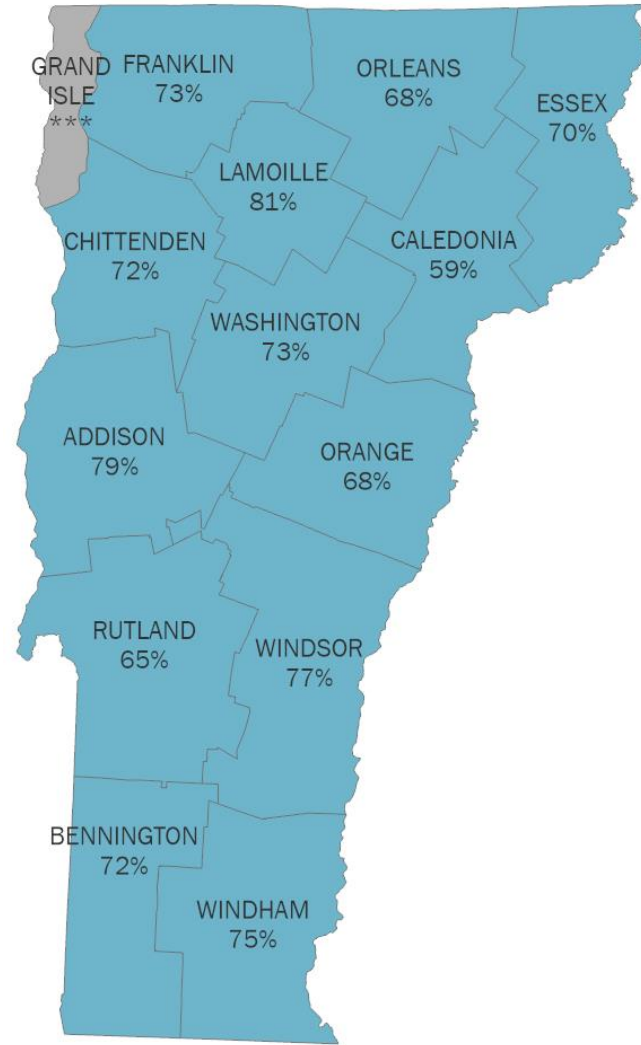 GRAND
ISLE
***
FRANKLIN
73%
ORLEANS
68%
ESSEX
70%
LAMOILLE
81%
CHITTENDEN
72%
CALEDONIA
59%
WASHINGTON
73%
ADDISON
79%
ORANGE
68%
RUTLAND
65%
WINDSOR
77%
BENNINGTON
72%
WINDHAM
75%